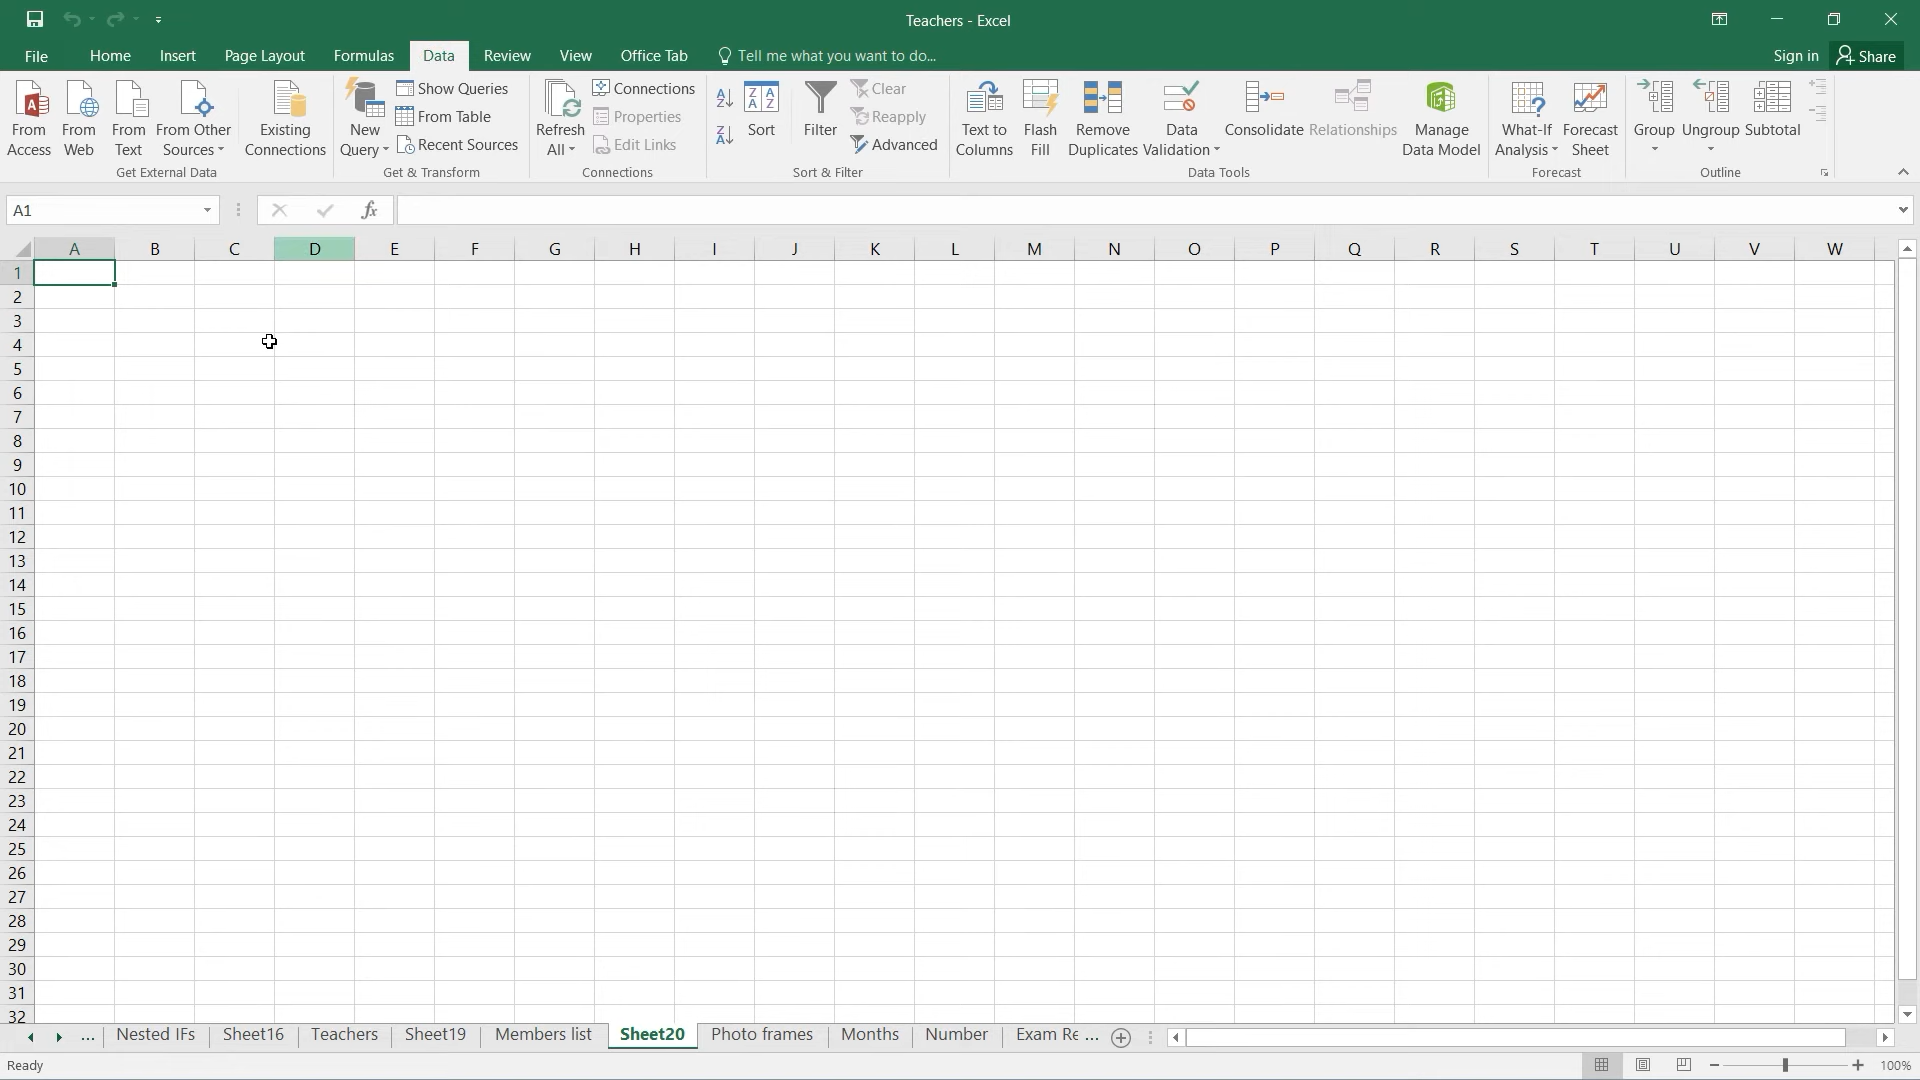 Teachers - Excel
File Home Insert Page Layout Formulas Data Review View Office Tab Tell me what you want to do... Sign in Share
From Access
From Web
From Text
From Other Sources
Existing Connections
Get External Data
New Query
Show Queries
From Table
Recent Sources
Get & Transform
Refresh All
Connections
Properties
Edit Links
Connections
Sort
Filter
Clear
Reapply
Advanced
Sort & Filter
Text to Columns
Flash Fill
Remove Duplicates
Data Validation
Consolidate
Relationships
Manage Data Model
Data Tools
What-If Analysis
Forecast Sheet
Forecast
Group
Ungroup
Subtotal
Outline
A1
fx
A B C D E F G H I J K L M N O P Q R S T U V W
1
2
3
4
5
6
7
8
9
10
11
12
13
14
15
16
17
18
19
20
21
22
23
24
25
26
27
28
29
30
31
32
... Nested IFs Sheet16 Teachers Sheet19 Members list Sheet20 Photo frames Months Number Exam Re ...
Ready
100%